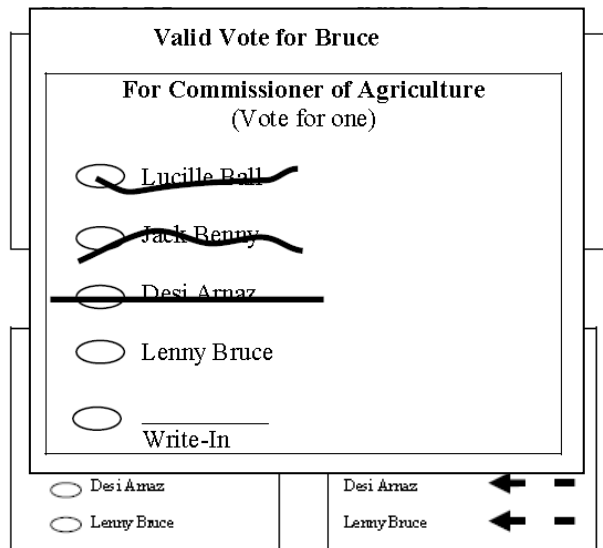 Valid Vote for Bruce
For Commissioner of Agriculture
(Vote for one)
Lucille Ball
Jack Benny
Desi Arnaz
Lenny Bruce
Write-In
Desi Arnaz
Desi Arnaz
Lenny Bruce
Lenny Bruce